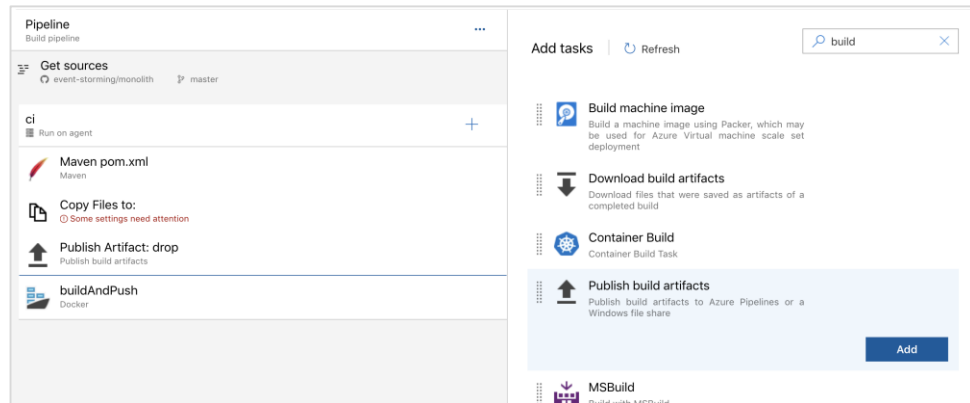 Pipeline
Build pipeline
...
Get sources
event-storming/monolith master
ci
Run on agent
Maven pom.xml
Maven
Copy Files to:
Some settings need attention
Publish Artifact: drop
Publish build artifacts
buildAndPush
Docker
Add tasks
Refresh
build
Build machine image
Build a machine image using Packer, which may
be used for Azure Virtual machine scale set
deployment
Download build artifacts
Download files that were saved as artifacts of a
completed build
Container Build
Container Build Task
Publish build artifacts
Publish build artifacts to Azure Pipelines or a
Windows file share
Add
MSBuild
Build with MSBuild